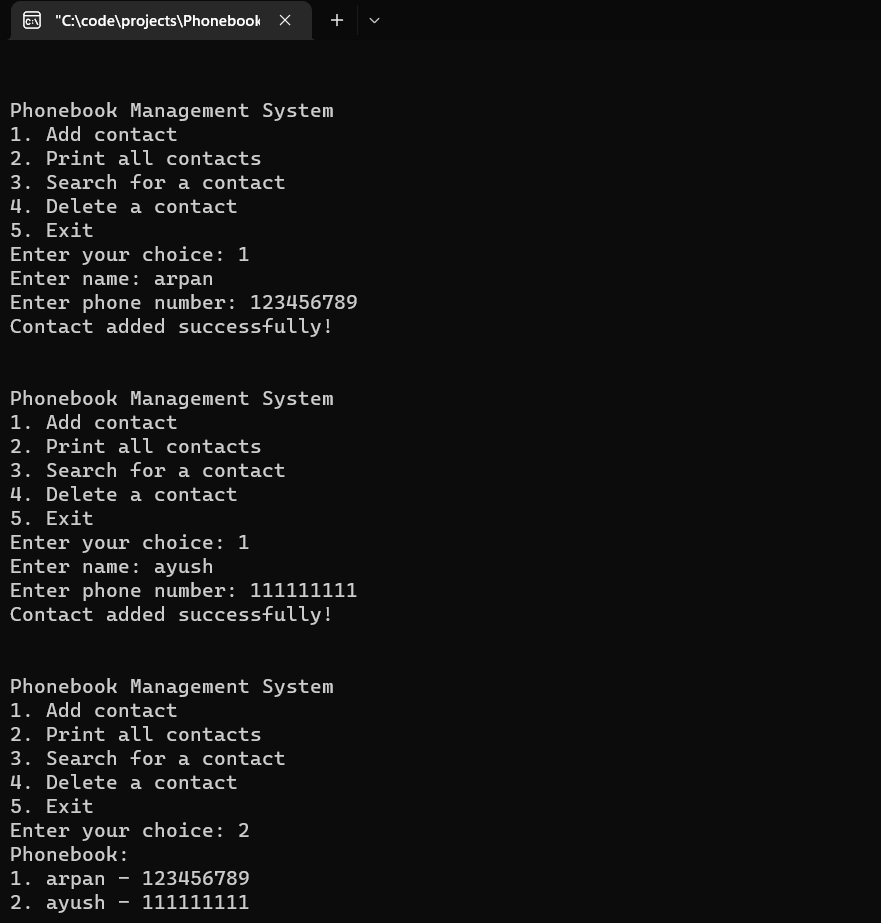 "C:\code\projects\Phonebook
Phonebook Management System
1. Add contact
2. Print all contacts
3. Search for a contact
4. Delete a contact
5. Exit
Enter your choice: 1
Enter name: arpan
Enter phone number: 123456789
Contact added successfully!
Phonebook Management System
1. Add contact
2. Print all contacts
3. Search for a contact
4. Delete a contact
5. Exit
Enter your choice: 1
Enter name: ayush
Enter phone number: 111111111
Contact added successfully!
Phonebook Management System
1. Add contact
2. Print all contacts
3. Search for a contact
4. Delete a contact
5. Exit
Enter your choice: 2
Phonebook:
1. arpan - 123456789
2. ayush - 111111111